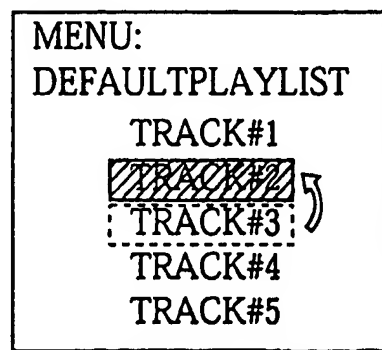 MENU:
DEFAULTPLAYLIST
TRACK#1
TRACK#2
TRACK#3
TRACK#4
TRACK#5